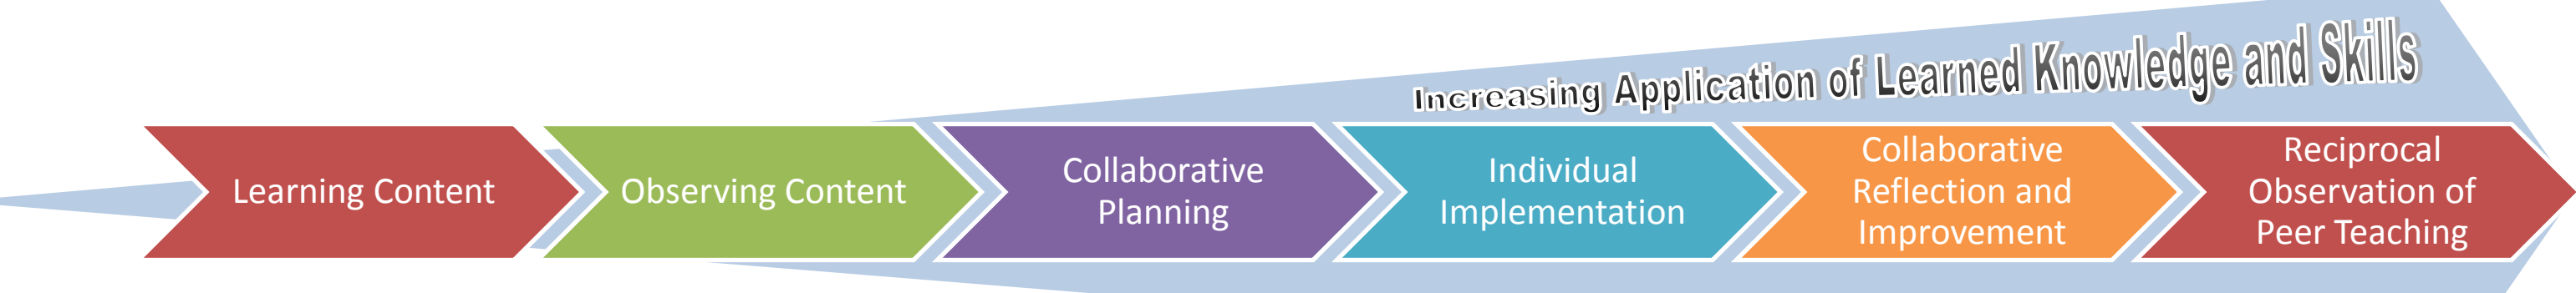 Increasing Application of Learned Knowledge and Skills
Learning Content
Observing Content
Collaborative
Planning
Individual
Implementation
Collaborative
Reflection and
Improvement
Reciprocal
Observation of
Peer Teaching